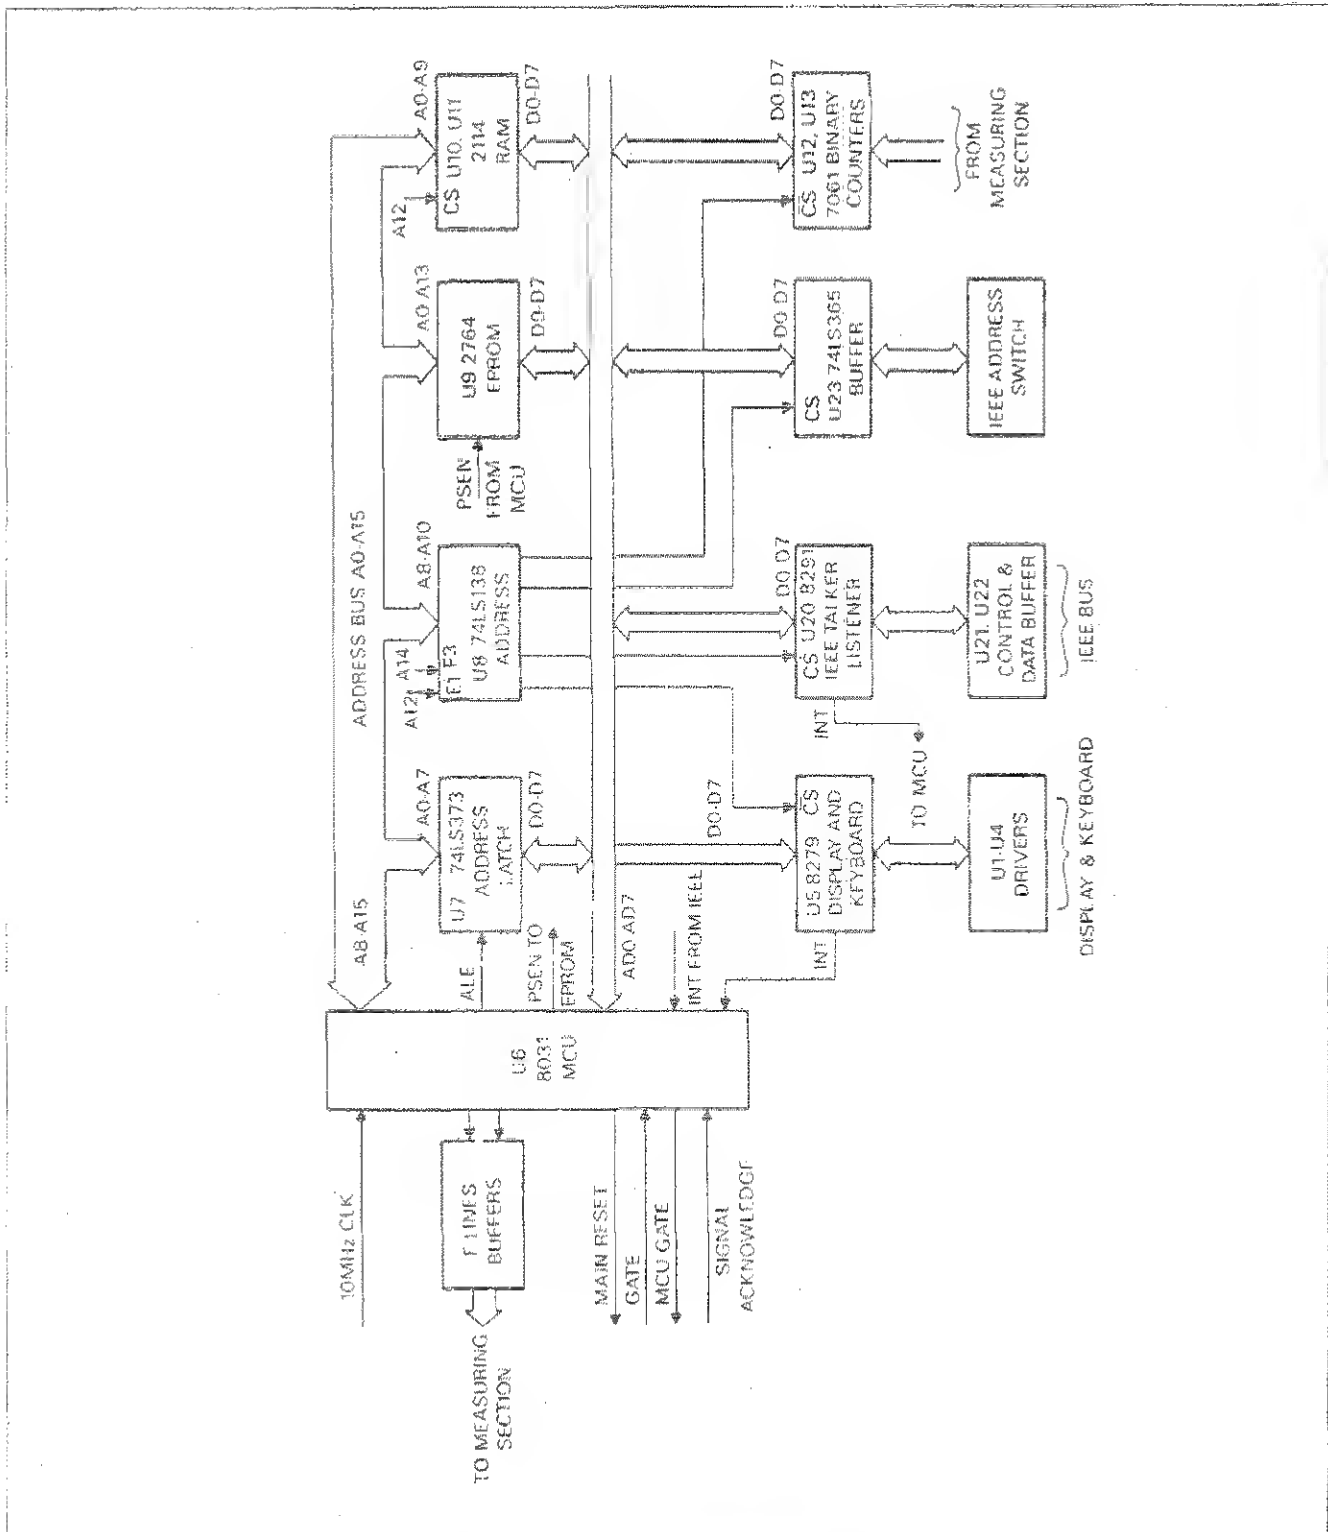 10MHz CLK
TO MEASURING
SECTION
BUFFERS
MAIN RESET
GATE
MCU GATE
SIGNAL
ACKNOWLEDGE
U6
8031
MCU
A8-A15
ALE
PSEN TO
EPROM
AD0-AD7
INT FROM IEEE
INT
ADDRESS BUS A0-A15
A0-A7
U7 74LS373
ADDRESS
LATCH
D0-D7
A12
A14
E1
A8-A10
U8 74LS138
ADDRESS
PSEN
FROM
MCU
A0-A13
U9 2764
EPROM
D0-D7
A12
A0-A9
CS U10, U11
2114
RAM
D0-D7
D0-D7
U5 8279 CS
DISPLAY AND
KEYBOARD
U1-U4
DRIVERS
DISPLAY & KEYBOARD
D0-D7
CS U20 8291
IEEE TALKER
LISTENER
INT
TO MCU
U21, U22
CONTROL &
DATA BUFFER
IEEE BUS
D0-D7
CS
U23 74LS365
BUFFER
IEEE ADDRESS
SWITCH
D0-D7
CS U12, U13
7061 BINARY
COUNTERS
FROM
MEASURING
SECTION